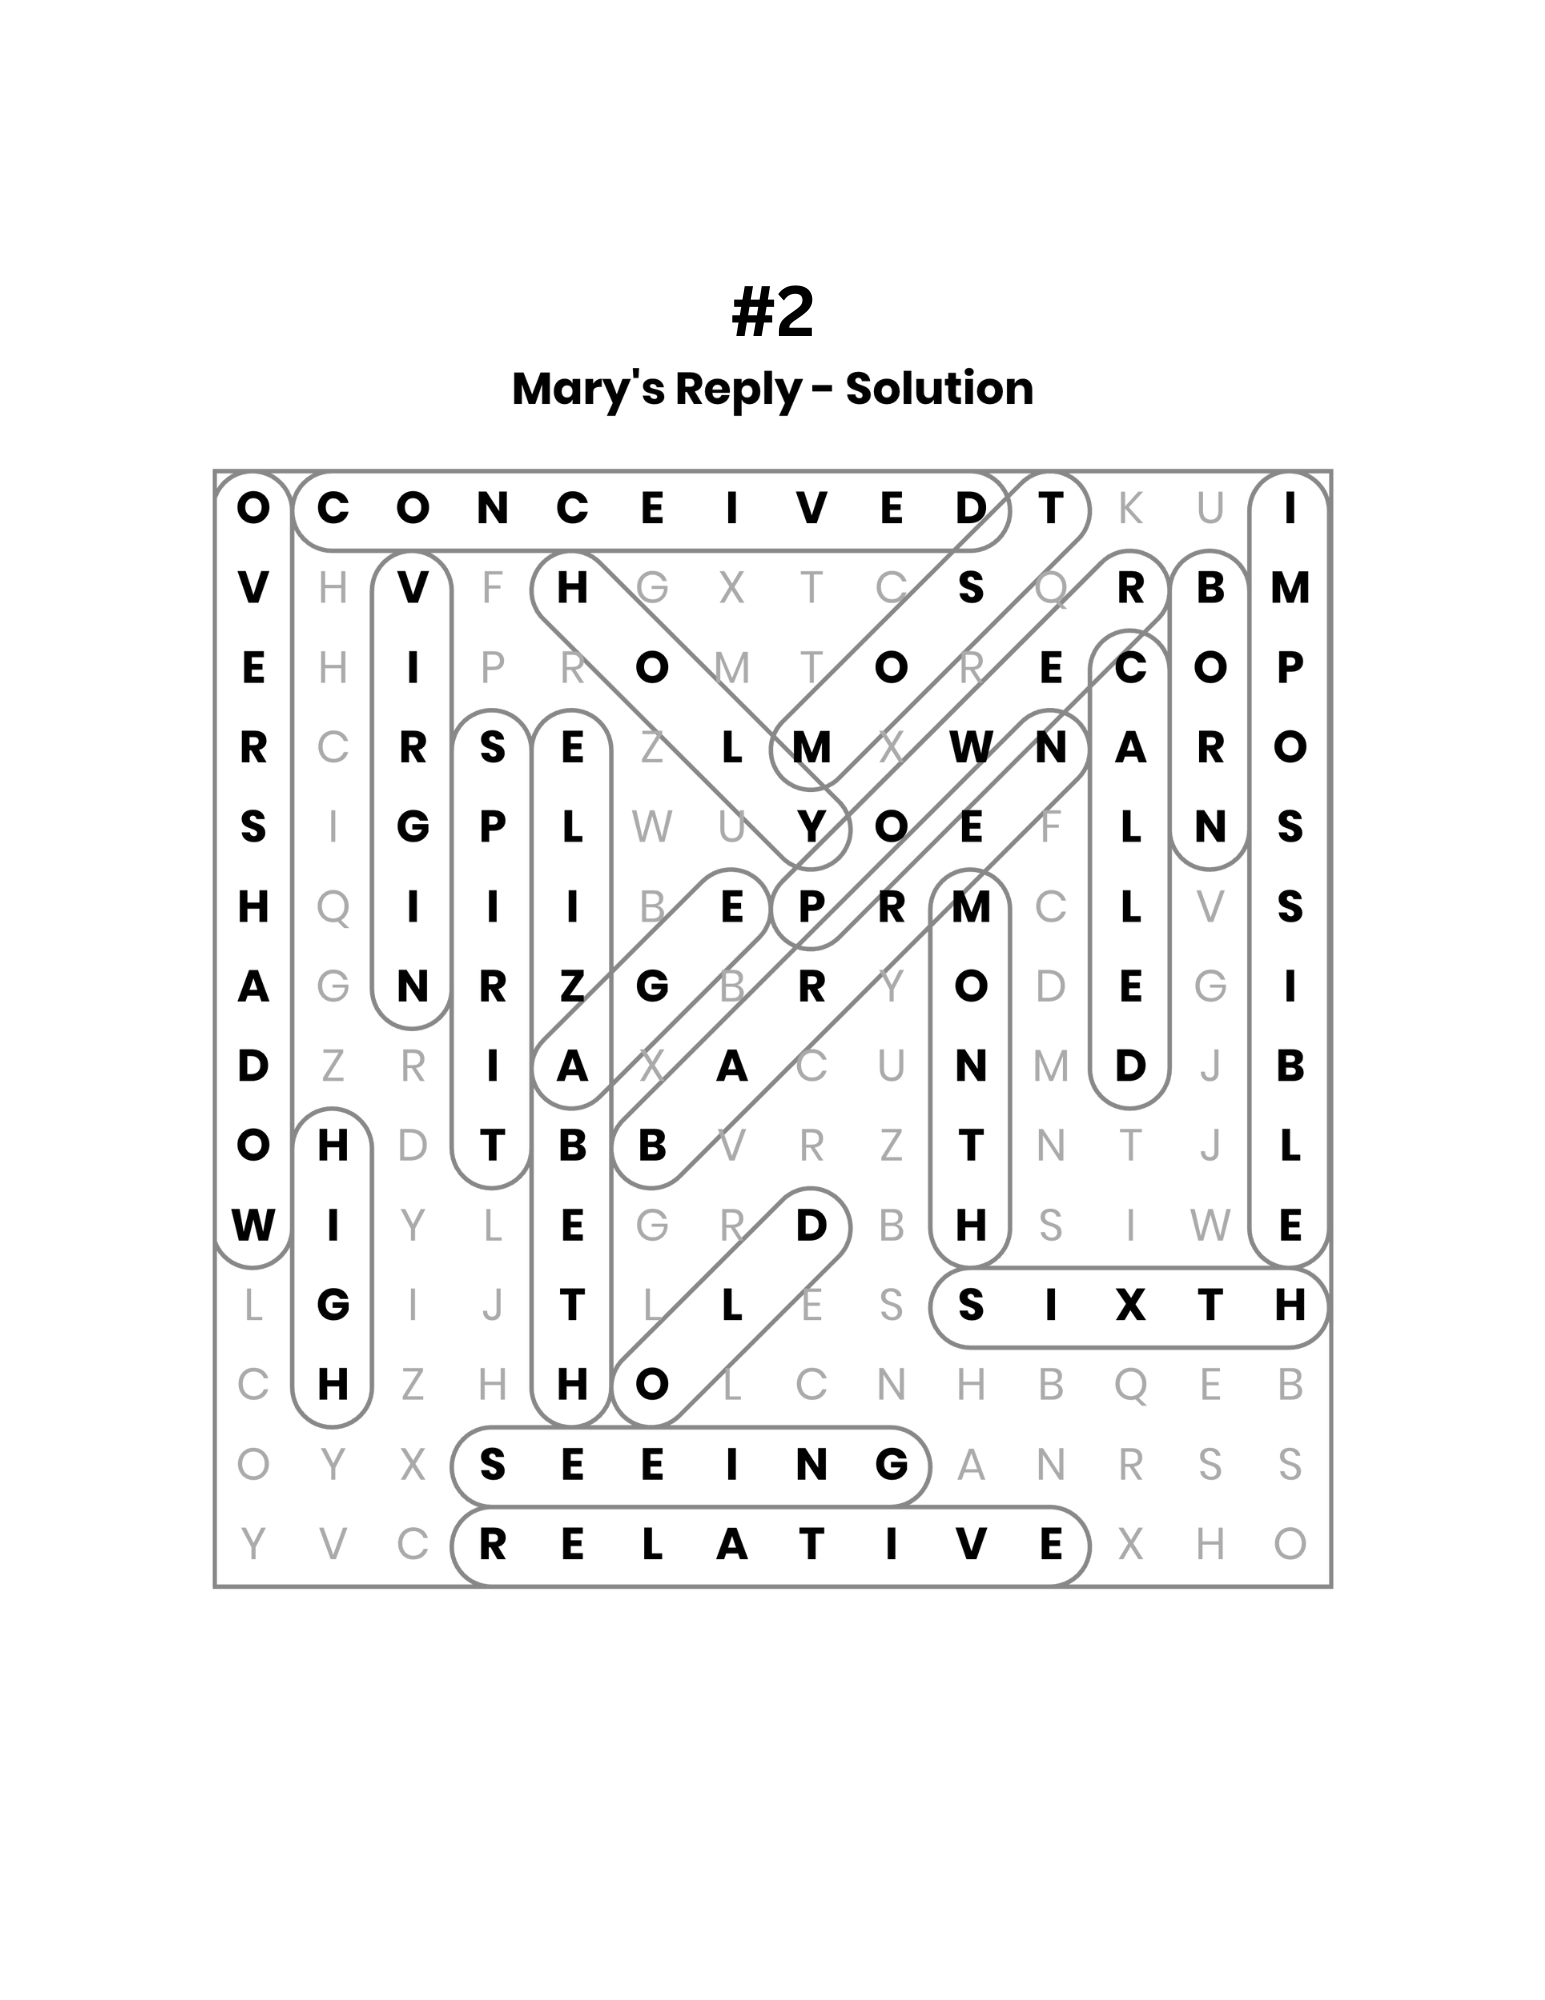 #2
Mary's Reply - Solution
O C O N C E I V E D T K U I
V H V F H G X T C S Q R B M
E H I P R O M T O R E C O P
R C R S E Z L M X W N A R O
S I G P L W U Y O E F L N S
H Q I I I B E P R M C L V S
A G N R Z G B R Y O D E G I
D Z R I A X A C U N M D J B
O H D T B B V R Z T N T J L
W I Y L E G R D B H S I W E
L G I J T L L E S S I X T H
C H Z H H O L C N H B Q E B
O Y X S E E I N G A N R S S
Y V C R E L A T I V E X H O